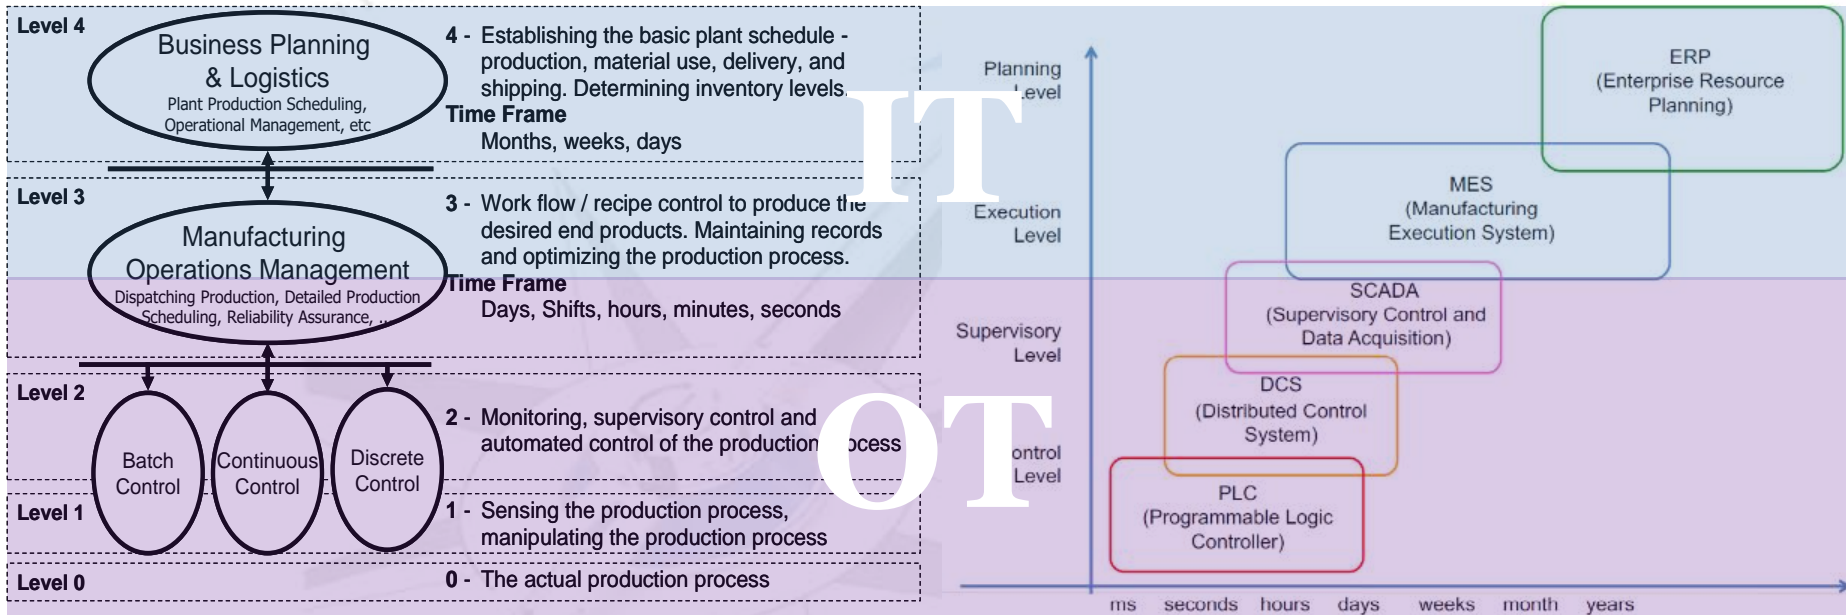 Level 4
Business Planning
& Logistics
Plant Production Scheduling,
Operational Management, etc
4 - Establishing the basic plant schedule -
production, material use, delivery, and
shipping. Determining inventory levels.
Time Frame
Months, weeks, days
Level 3
Manufacturing
Operations Management
Dispatching Production, Detailed Production
Scheduling, Reliability Assurance, ...
3 - Work flow / recipe control to produce the
desired end products. Maintaining records
and optimizing the production process.
Time Frame
Days, Shifts, hours, minutes, seconds
Level 2
Batch
Control
Continuous
Control
Discrete
Control
2 - Monitoring, supervisory control and
automated control of the production
Level 1
1 - Sensing the production process,
manipulating the production process
Level 0
0 - The actual production process
IT
OT
Planning
Level
Execution
Level
Supervisory
Level
Level
ERP
(Enterprise Resource
Planning)
MES
(Manufacturing
Execution System)
SCADA
(Supervisory Control and
Data Acquisition)
DCS
(Distributed Control
System)
PLC
(Programmable Logic
Controller)
ms seconds hours days weeks month years